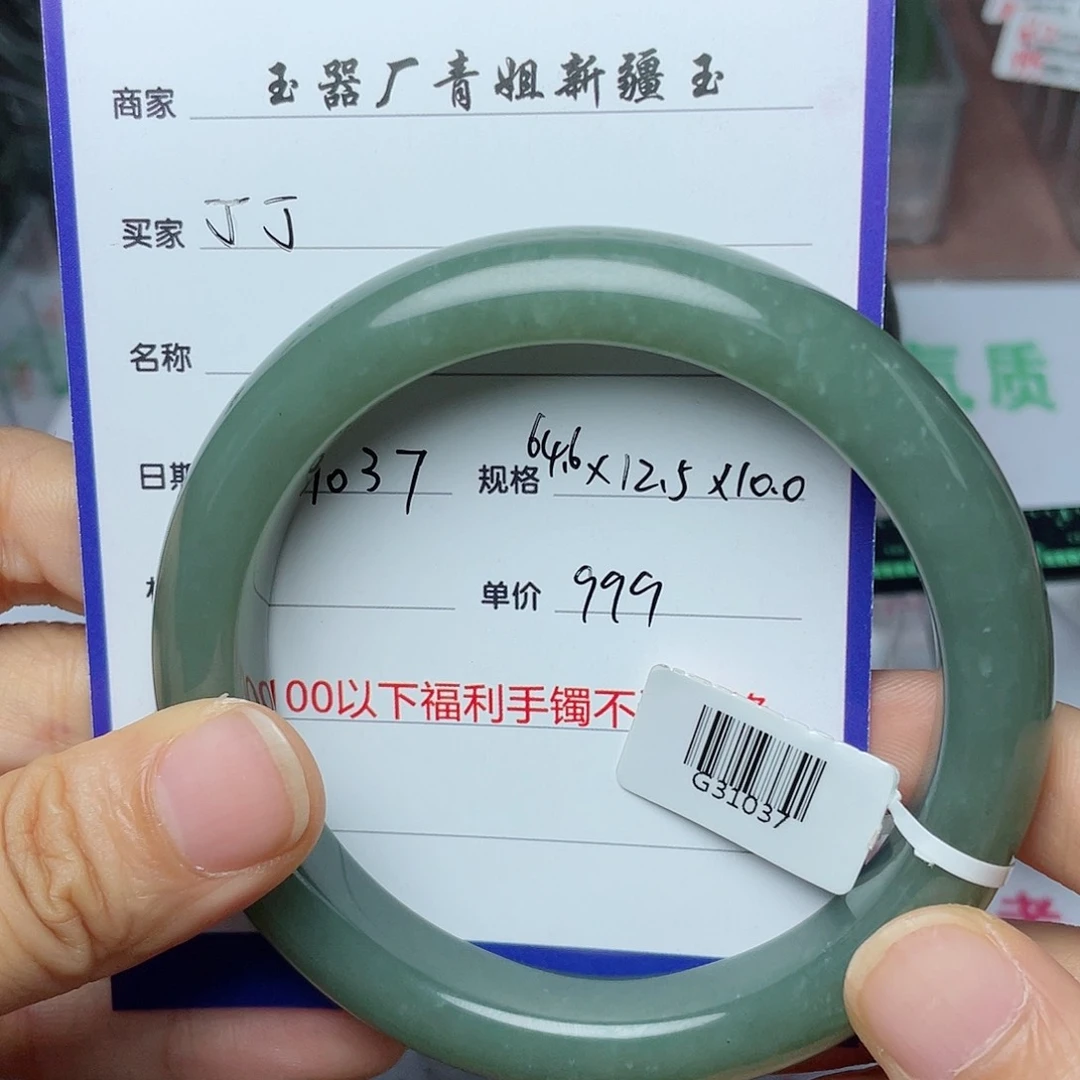 商家 玉器厂青姐新疆玉
买家 JJ
名称
日期 1037 规格 64.6×12.5×10.0
单价 999
00以下福利手镯不
G31037
气质